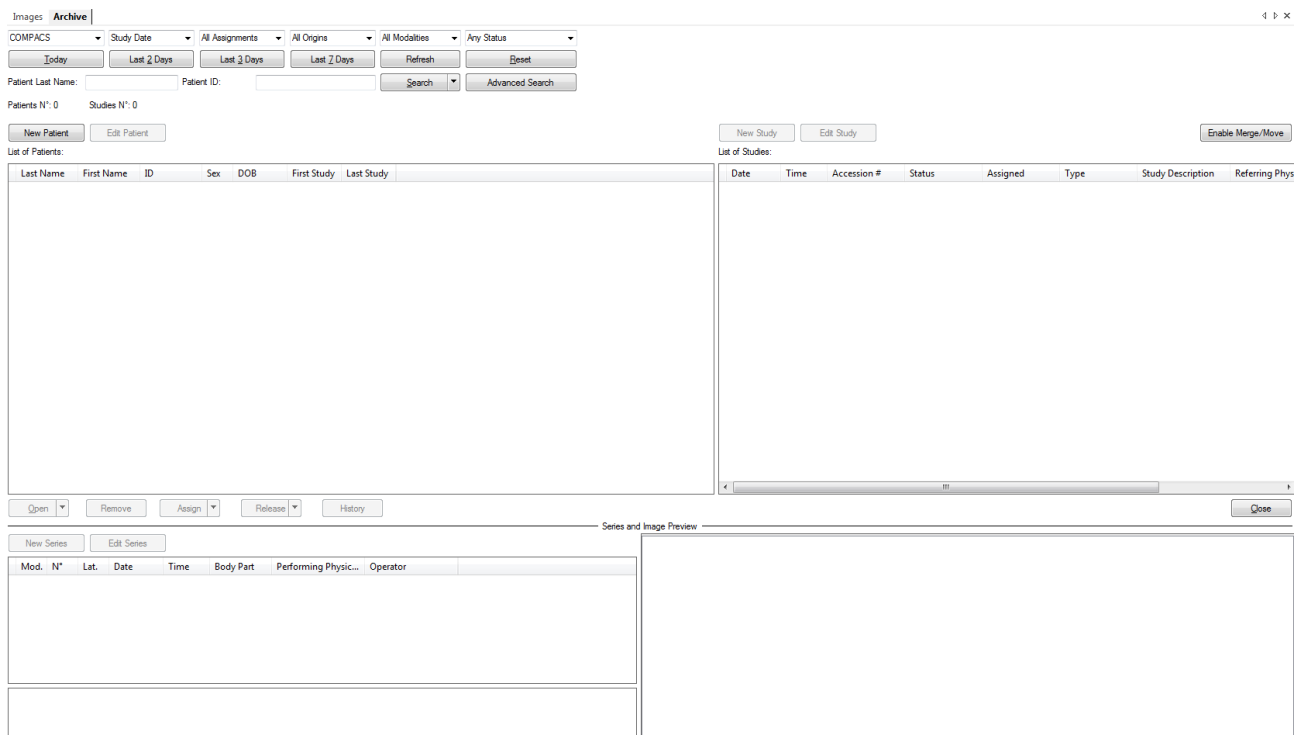 Images Archive
COMPACS Study Date All Assignments All Origins All Modalities Any Status
Today Last 2 Days Last 3 Days Last 7 Days Refresh Reset
Patient Last Name: Patient ID: Search Advanced Search
Patients N°: 0 Studies N°: 0
New Patient Edit Patient New Study Edit Study Enable Merge/Move
List of Patients: List of Studies:
Last Name First Name ID Sex DOB First Study Last Study Date Time Accession # Status Assigned Type Study Description Referring Phys
Open Remove Assign Release History Close
Series and Image Preview
New Series Edit Series
Mod. N° Lat. Date Time Body Part Performing Physic... Operator